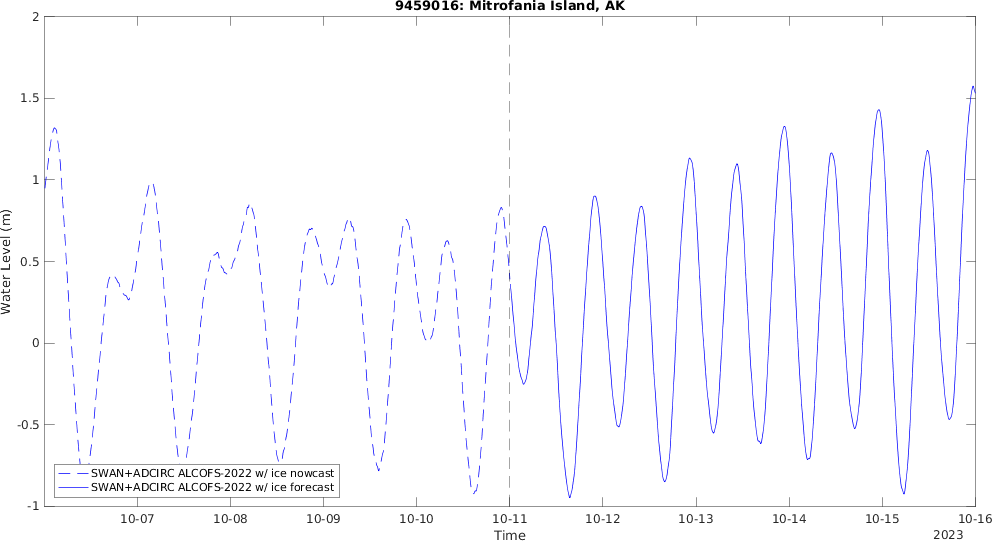 9459016: Mitrofania Island, AK
Water Level (m)
2
1.5
1
0.5
0
-0.5
-1
SWAN+ADCIRC ALCOFS-2022 w/ ice nowcast
SWAN+ADCIRC ALCOFS-2022 w/ ice forecast
10-07 10-08 10-09 10-10 10-11 10-12 10-13 10-14 10-15 10-16
Time
2023